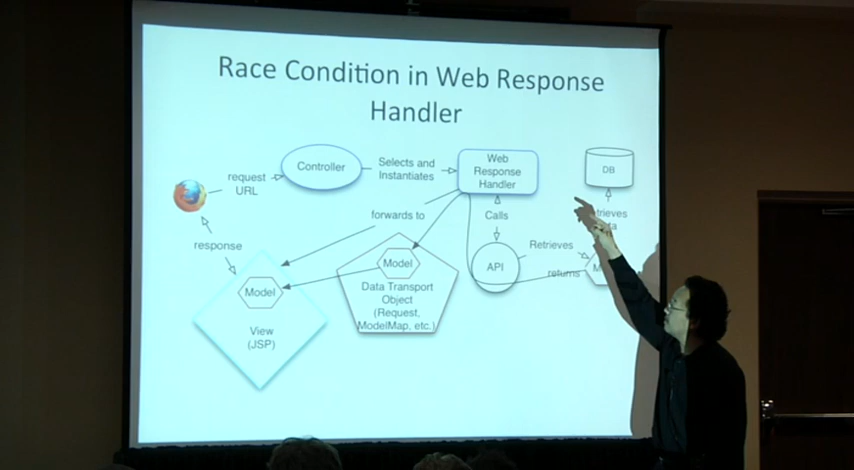 Race Condition in Web Response
Handler
request
URL
Controller
Selects and
Instantiates
Web
Response
Handler
DB
forwards to
Calls
response
Model
View
(JSP)
Model
Data Transport
Object
(Request,
ModelMap, etc.)
API
Retrieves
returns